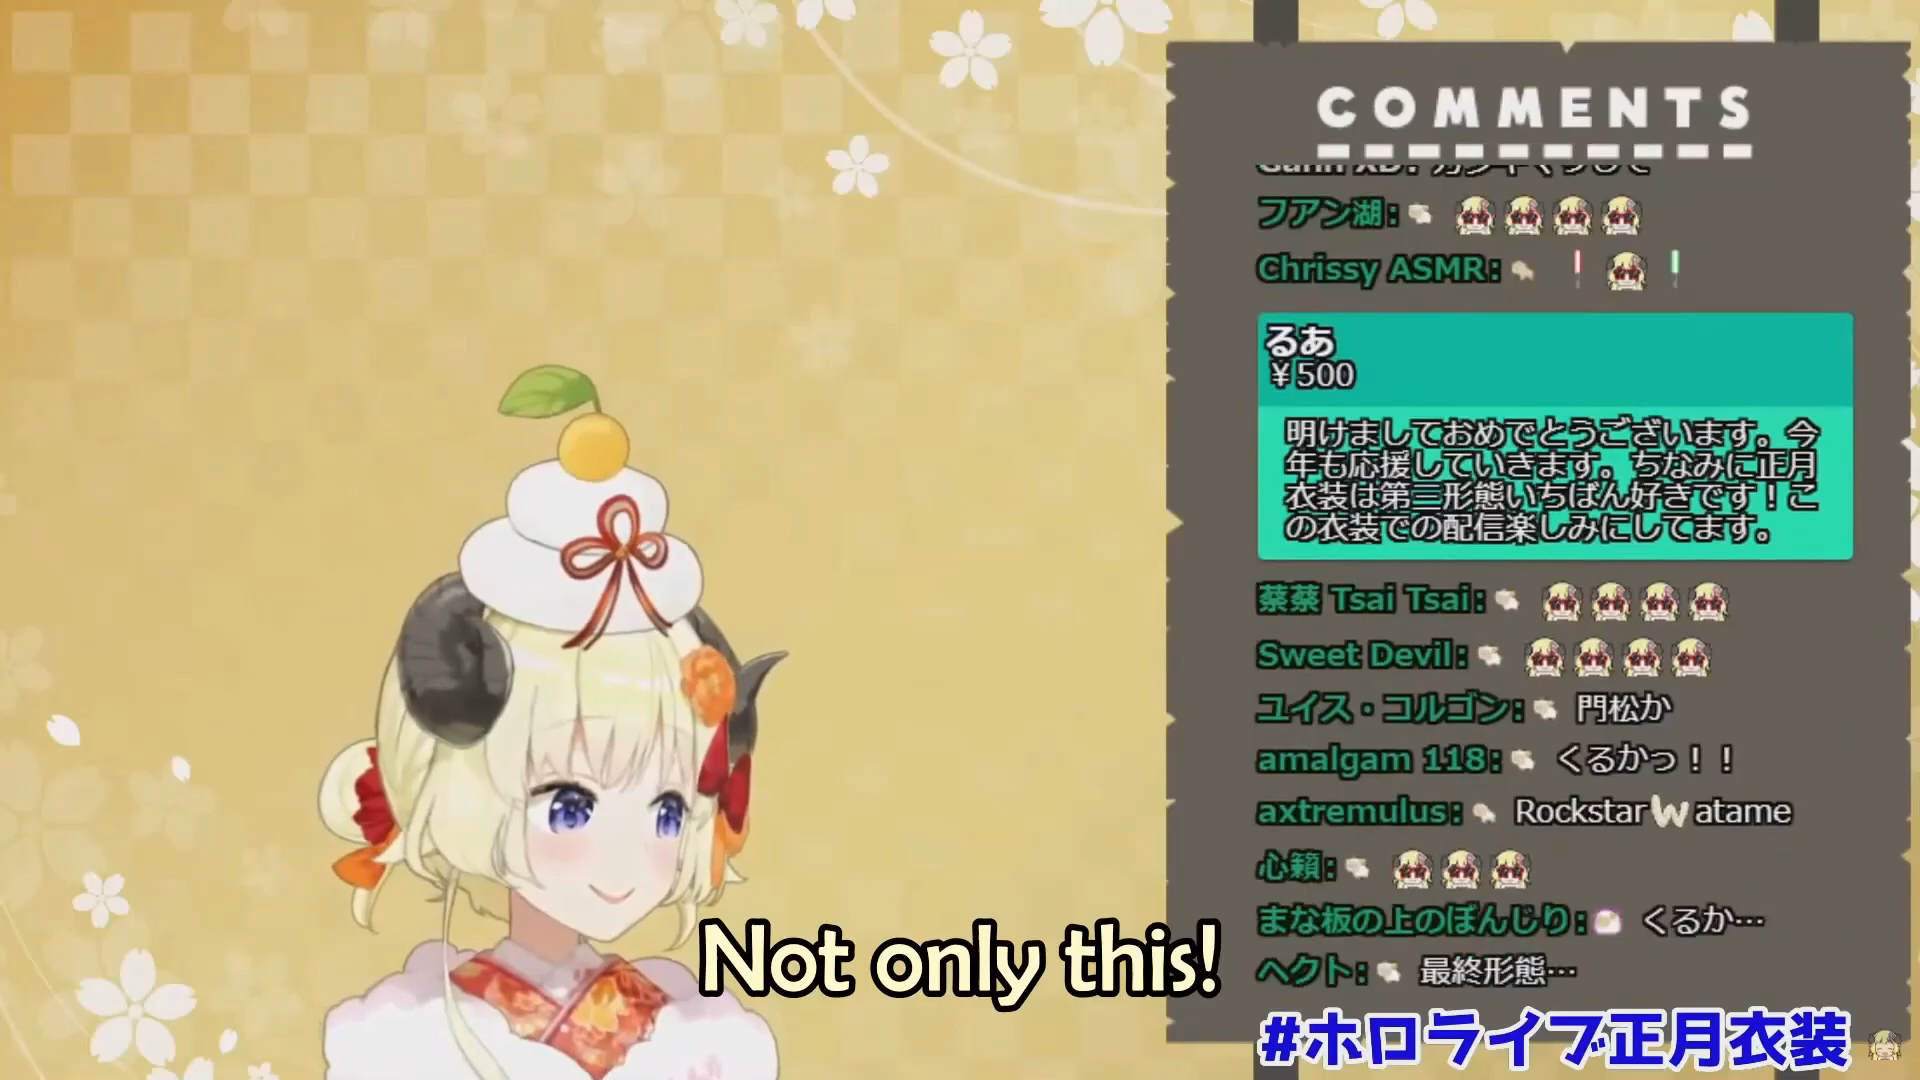 COMMENTS
フアン湖:
Chrissy ASMR:
るあ
￥500
明けましておめでとうございます。今
年も応援していきます。ちなみに正月
衣装は第三形態いちばん好きです！こ
の衣装での配信楽しみにしてます。
蔡蔡 Tsai Tsai:
Sweet Devil:
ユイス・コルゴン: 門松か
amalgam 118: くるかっ！！
axtremulus: RockstarWatame
心籟:
まな板の上のぼんじり: くるか…
ヘクト: 最終形態…
Not only this!
#ホロライブ正月衣装